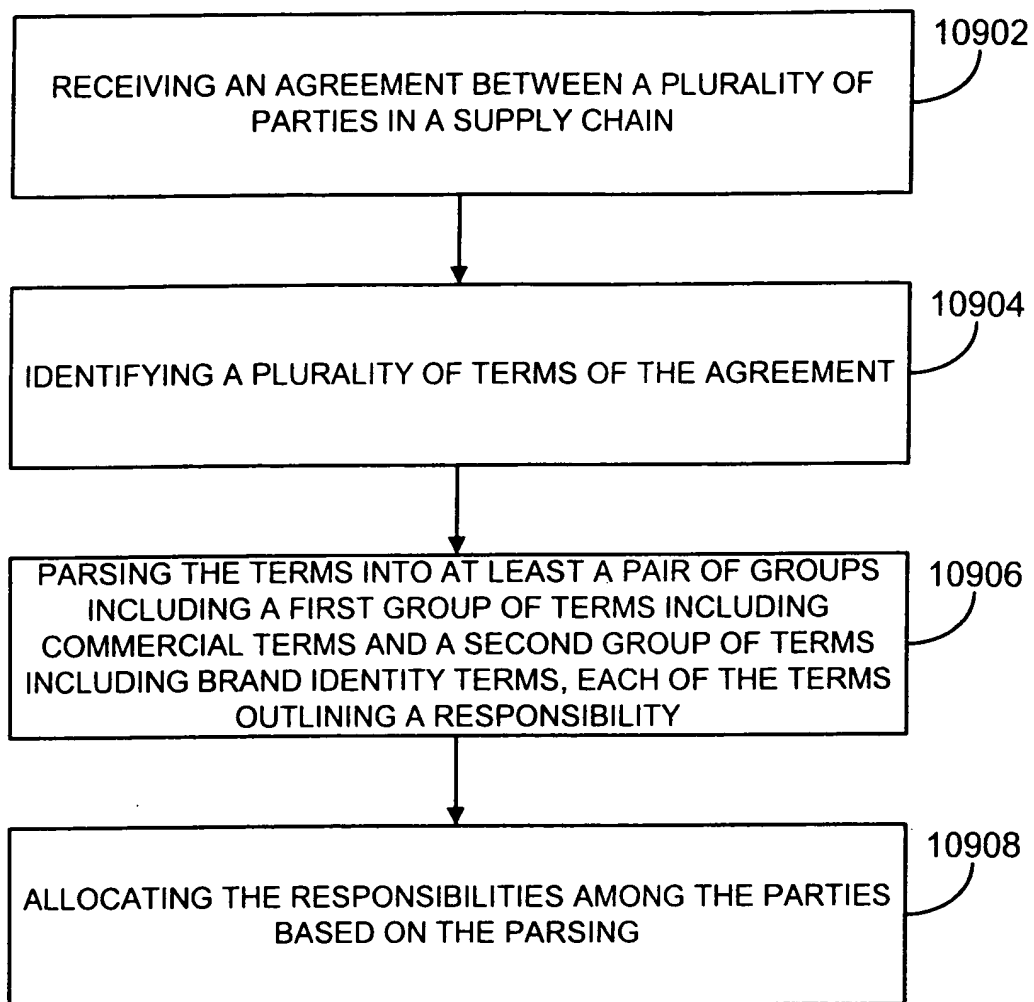 10902
RECEIVING AN AGREEMENT BETWEEN A PLURALITY OF
PARTIES IN A SUPPLY CHAIN
10904
IDENTIFYING A PLURALITY OF TERMS OF THE AGREEMENT
10906
PARSING THE TERMS INTO AT LEAST A PAIR OF GROUPS
INCLUDING A FIRST GROUP OF TERMS INCLUDING
COMMERCIAL TERMS AND A SECOND GROUP OF TERMS
INCLUDING BRAND IDENTITY TERMS, EACH OF THE TERMS
OUTLINING A RESPONSIBILITY
10908
ALLOCATING THE RESPONSIBILITIES AMONG THE PARTIES
BASED ON THE PARSING